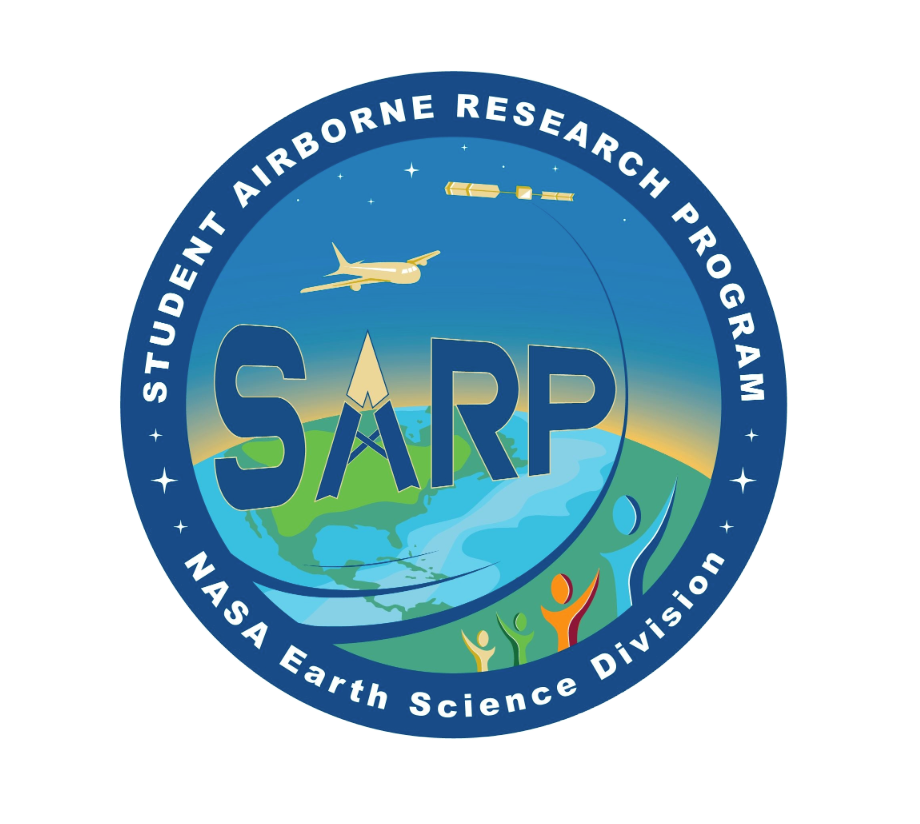 STUDENT AIRBORNE RESEARCH PROGRAM
SARP
NASA Earth Science Division